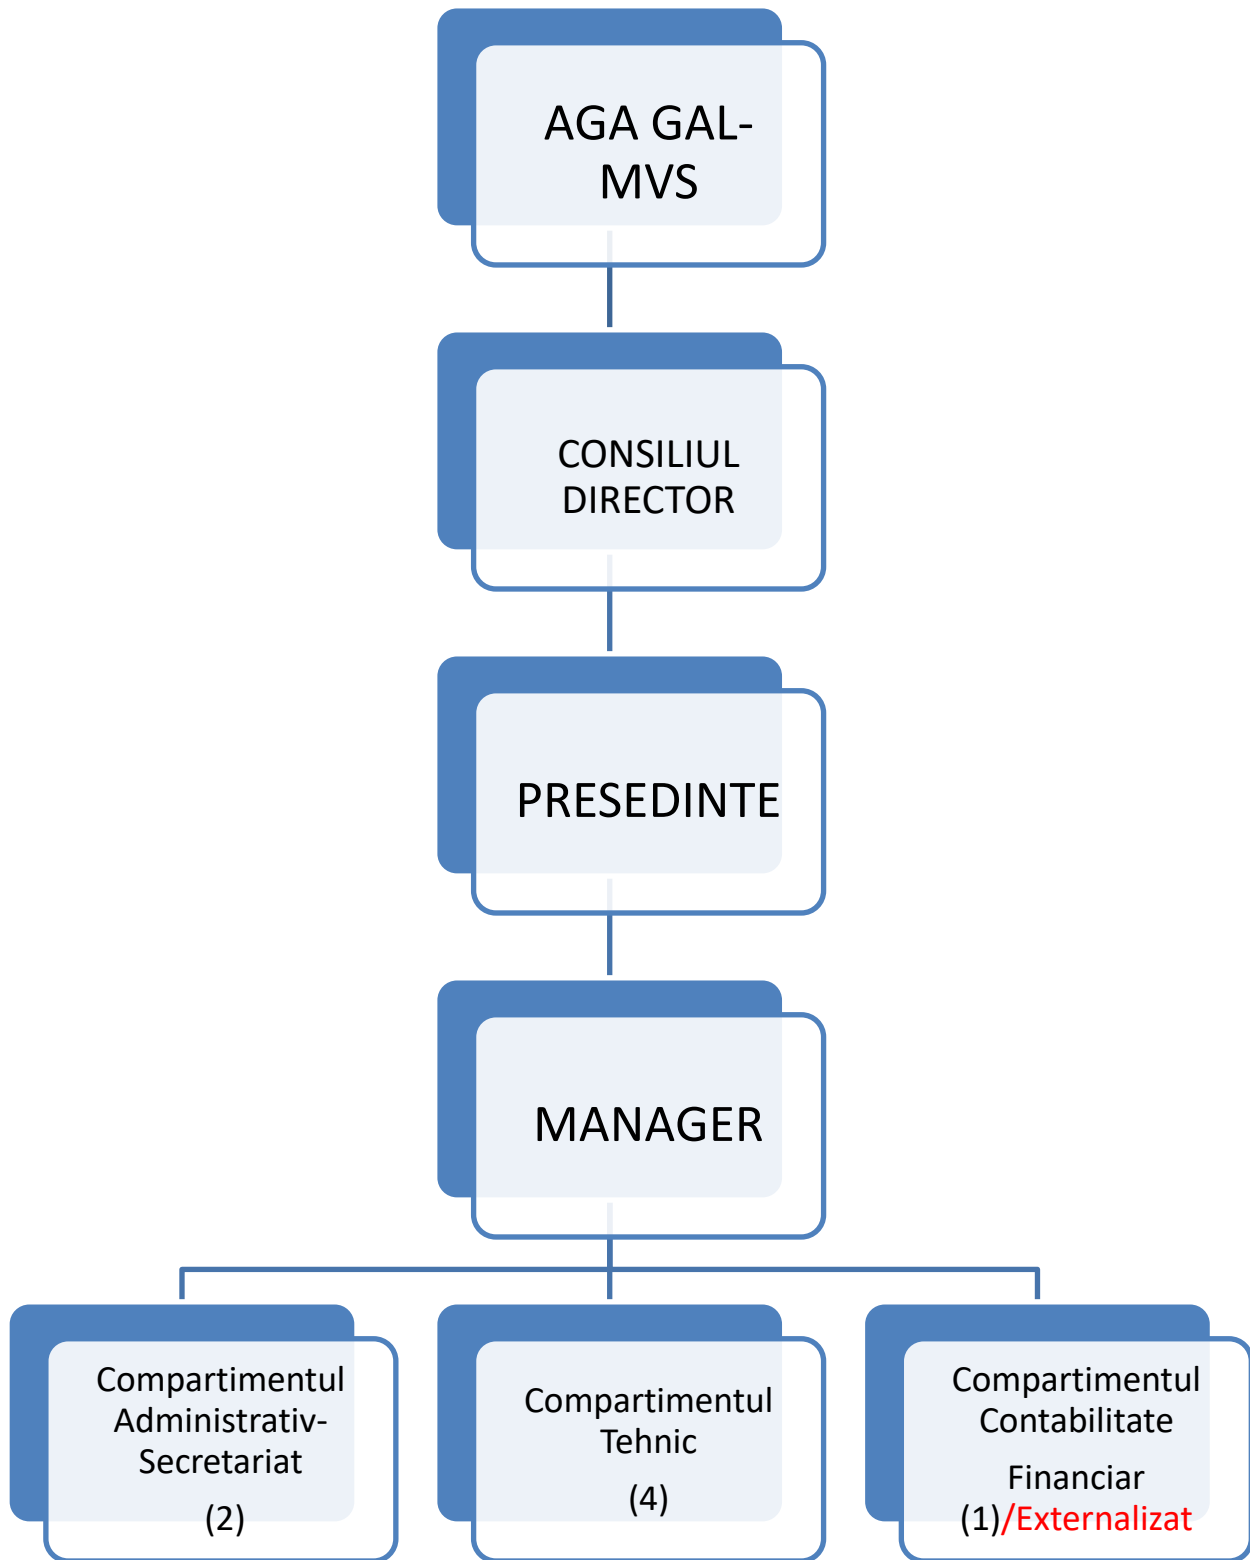 AGA GAL-
MVS
CONSILIUL
DIRECTOR
PRESEDINTE
MANAGER
Compartimentul
Administrativ-
Secretariat
(2)
Compartimentul
Tehnic
(4)
Compartimentul
Contabilitate
Financiar
(1)/Externalizat